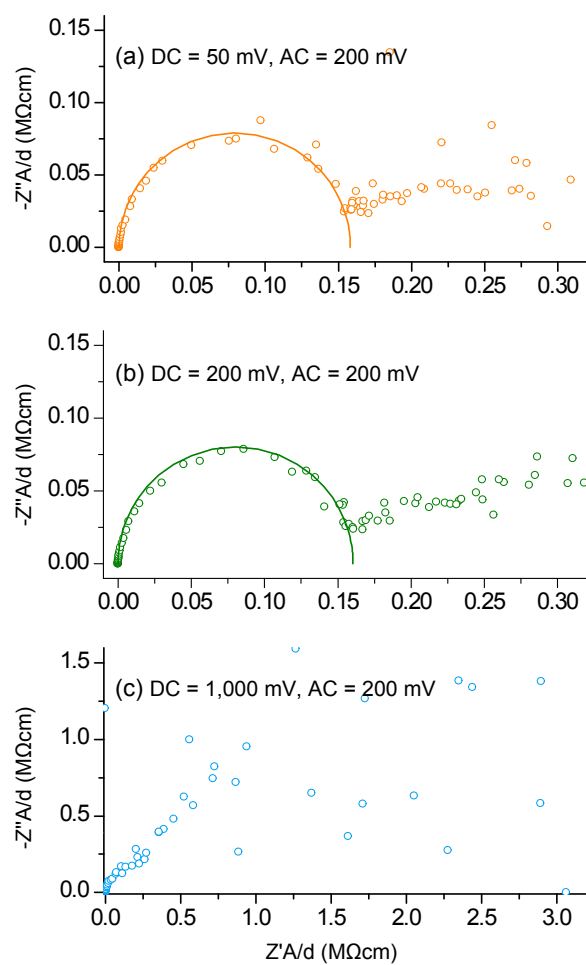 (a) DC = 50 mV, AC = 200 mV
-Z''A/d (MΩcm)
0.15
0.10
0.05
0.00
0.00 0.05 0.10 0.15 0.20 0.25 0.30
(b) DC = 200 mV, AC = 200 mV
-Z''A/d (MΩcm)
0.15
0.10
0.05
0.00
0.00 0.05 0.10 0.15 0.20 0.25 0.30
(c) DC = 1,000 mV, AC = 200 mV
-Z''A/d (MΩcm)
1.5
1.0
0.5
0.0
0.0 0.5 1.0 1.5 2.0 2.5 3.0
Z'A/d (MΩcm)